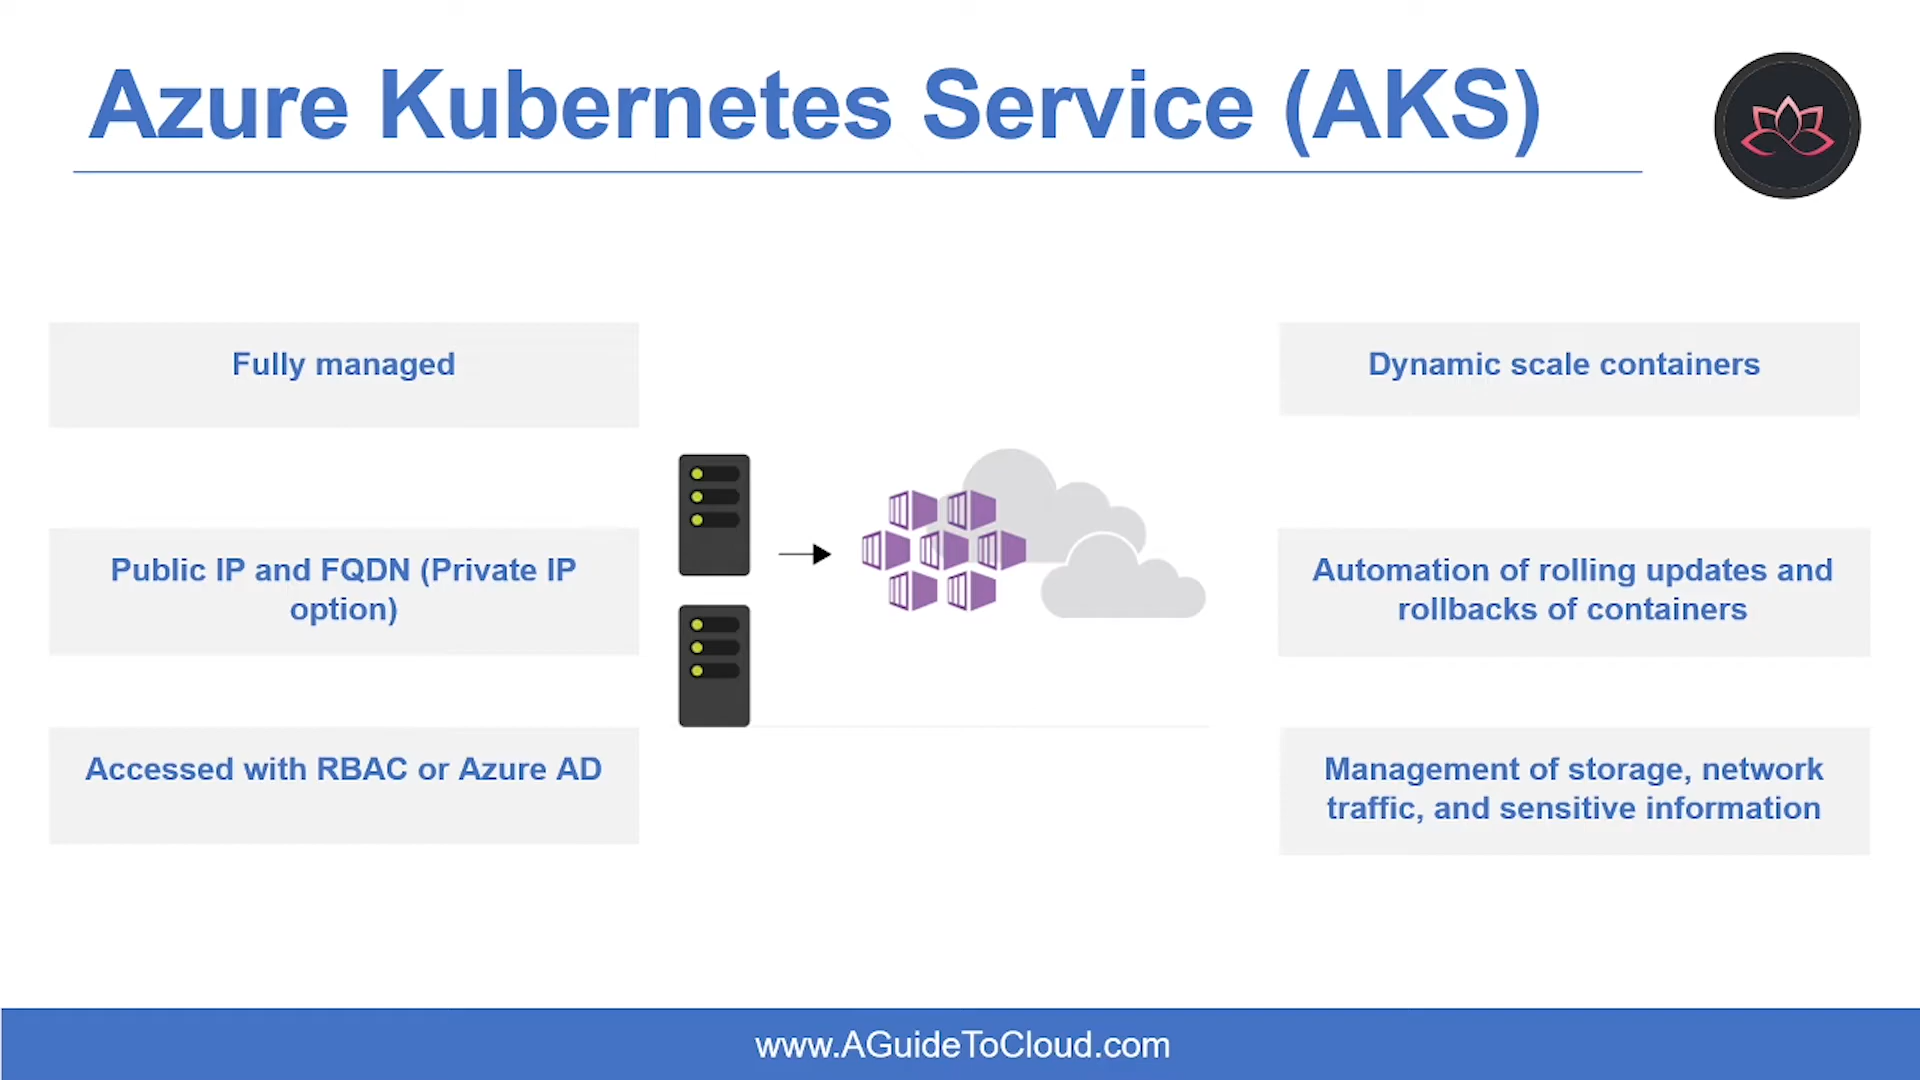 Azure Kubernetes Service (AKS)
Fully managed
Public IP and FQDN (Private IP
option)
Accessed with RBAC or Azure AD
Dynamic scale containers
Automation of rolling updates and
rollbacks of containers
Management of storage, network
traffic, and sensitive information
www.AGuideToCloud.com